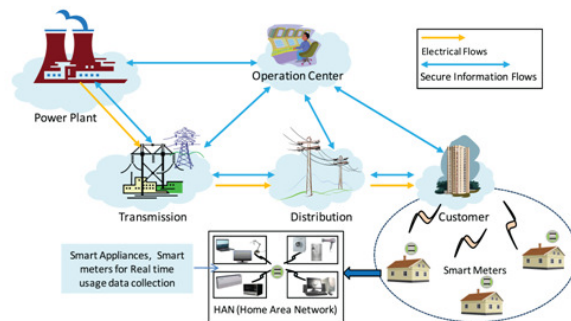 Electrical Flows
Secure Information Flows
Operation Center
Power Plant
Transmission
Distribution
Customer
Smart Appliances, Smart
meters for Real time
usage data collection
Smart Meters
HAN (Home Area Network)